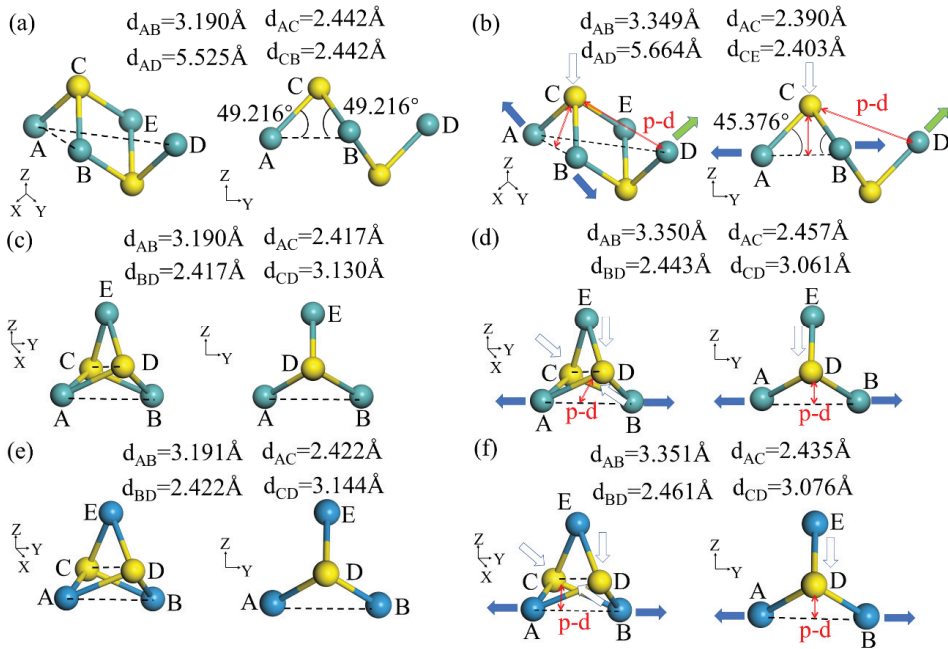 (a)
d_AB=3.190Å d_AC=2.442Å
d_AD=5.525Å d_CB=2.442Å
C
A
B
E
D
Z
X Y
49.216° 49.216°
A
B
D
Z
Y
(b)
d_AB=3.349Å d_AC=2.390Å
d_AD=5.664Å d_CE=2.403Å
C
E
A
p-d
D
B
Z
X Y
C
45.376°
p-d
D
A
B
Z
Y
(c)
d_AB=3.190Å d_AC=2.417Å
d_BD=2.417Å d_CD=3.130Å
E
C
D
A
B
Z
Y
X
E
D
A
B
Z
Y
(d)
d_AB=3.350Å d_AC=2.457Å
d_BD=2.443Å d_CD=3.061Å
E
C
D
A
p-d
B
Z
Y
X
E
D
A
B
p-d
Z
Y
(e)
d_AB=3.191Å d_AC=2.422Å
d_BD=2.422Å d_CD=3.144Å
E
C
D
A
B
Z
Y
X
E
D
A
B
Z
Y
(f)
d_AB=3.351Å d_AC=2.435Å
d_BD=2.461Å d_CD=3.076Å
E
C
D
A
p-d
B
Z
Y
X
E
D
A
p-d
B
Z
Y